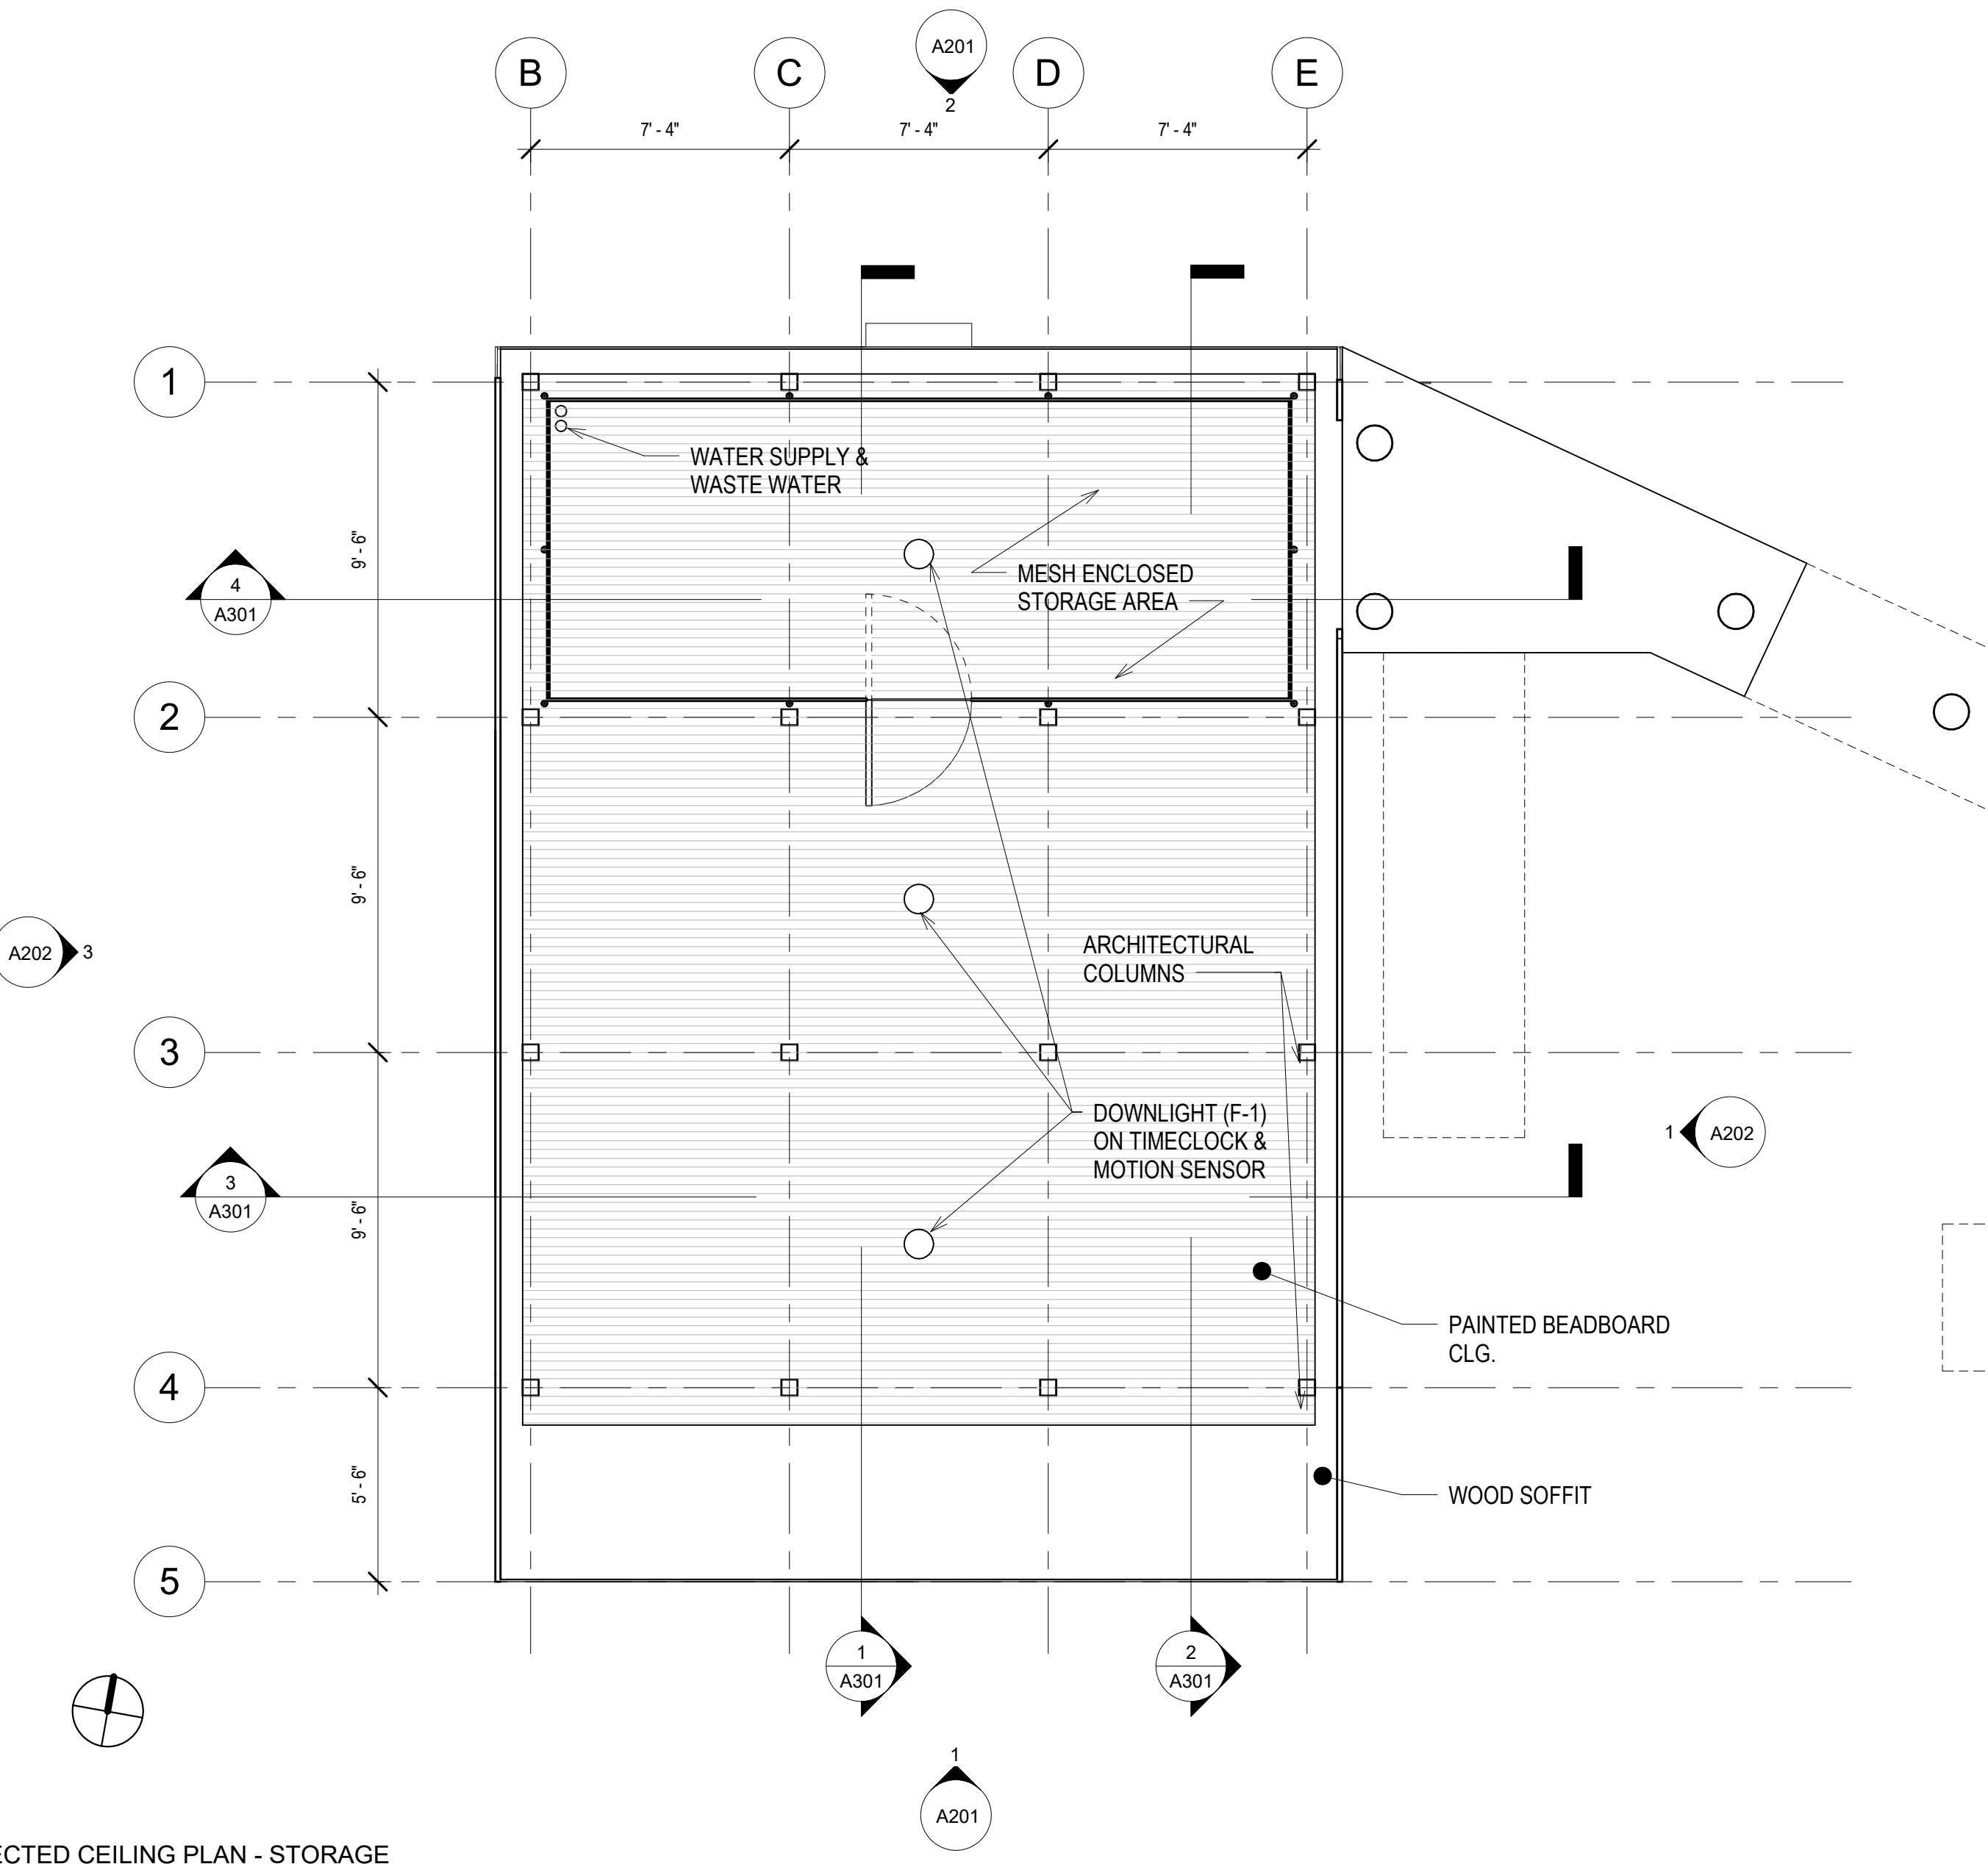 A201
B
C
D
E
2
7' - 4"
7' - 4"
7' - 4"
1
WATER SUPPLY &
WASTE WATER
9' - 6"
4
A301
MESH ENCLOSED
STORAGE AREA
2
9' - 6"
A202
3
ARCHITECTURAL
COLUMNS
3
DOWNLIGHT (F-1)
ON TIMECLOCK &
MOTION SENSOR
1
A202
3
A301
9' - 6"
PAINTED BEADBOARD
CLG.
4
5' - 6"
WOOD SOFFIT
5
1
A301
2
A301
1
A201
ECTED CEILING PLAN - STORAGE